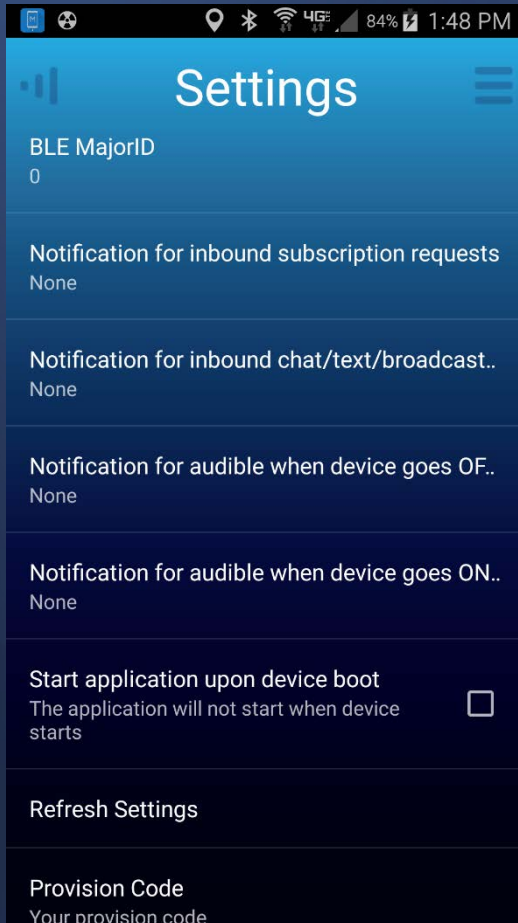 4G 84% 1:48 PM
Settings
BLE MajorID
0
Notification for inbound subscription requests
None
Notification for inbound chat/text/broadcast..
None
Notification for audible when device goes OF..
None
Notification for audible when device goes ON..
None
Start application upon device boot
The application will not start when device
starts
Refresh Settings
Provision Code
Your provision code